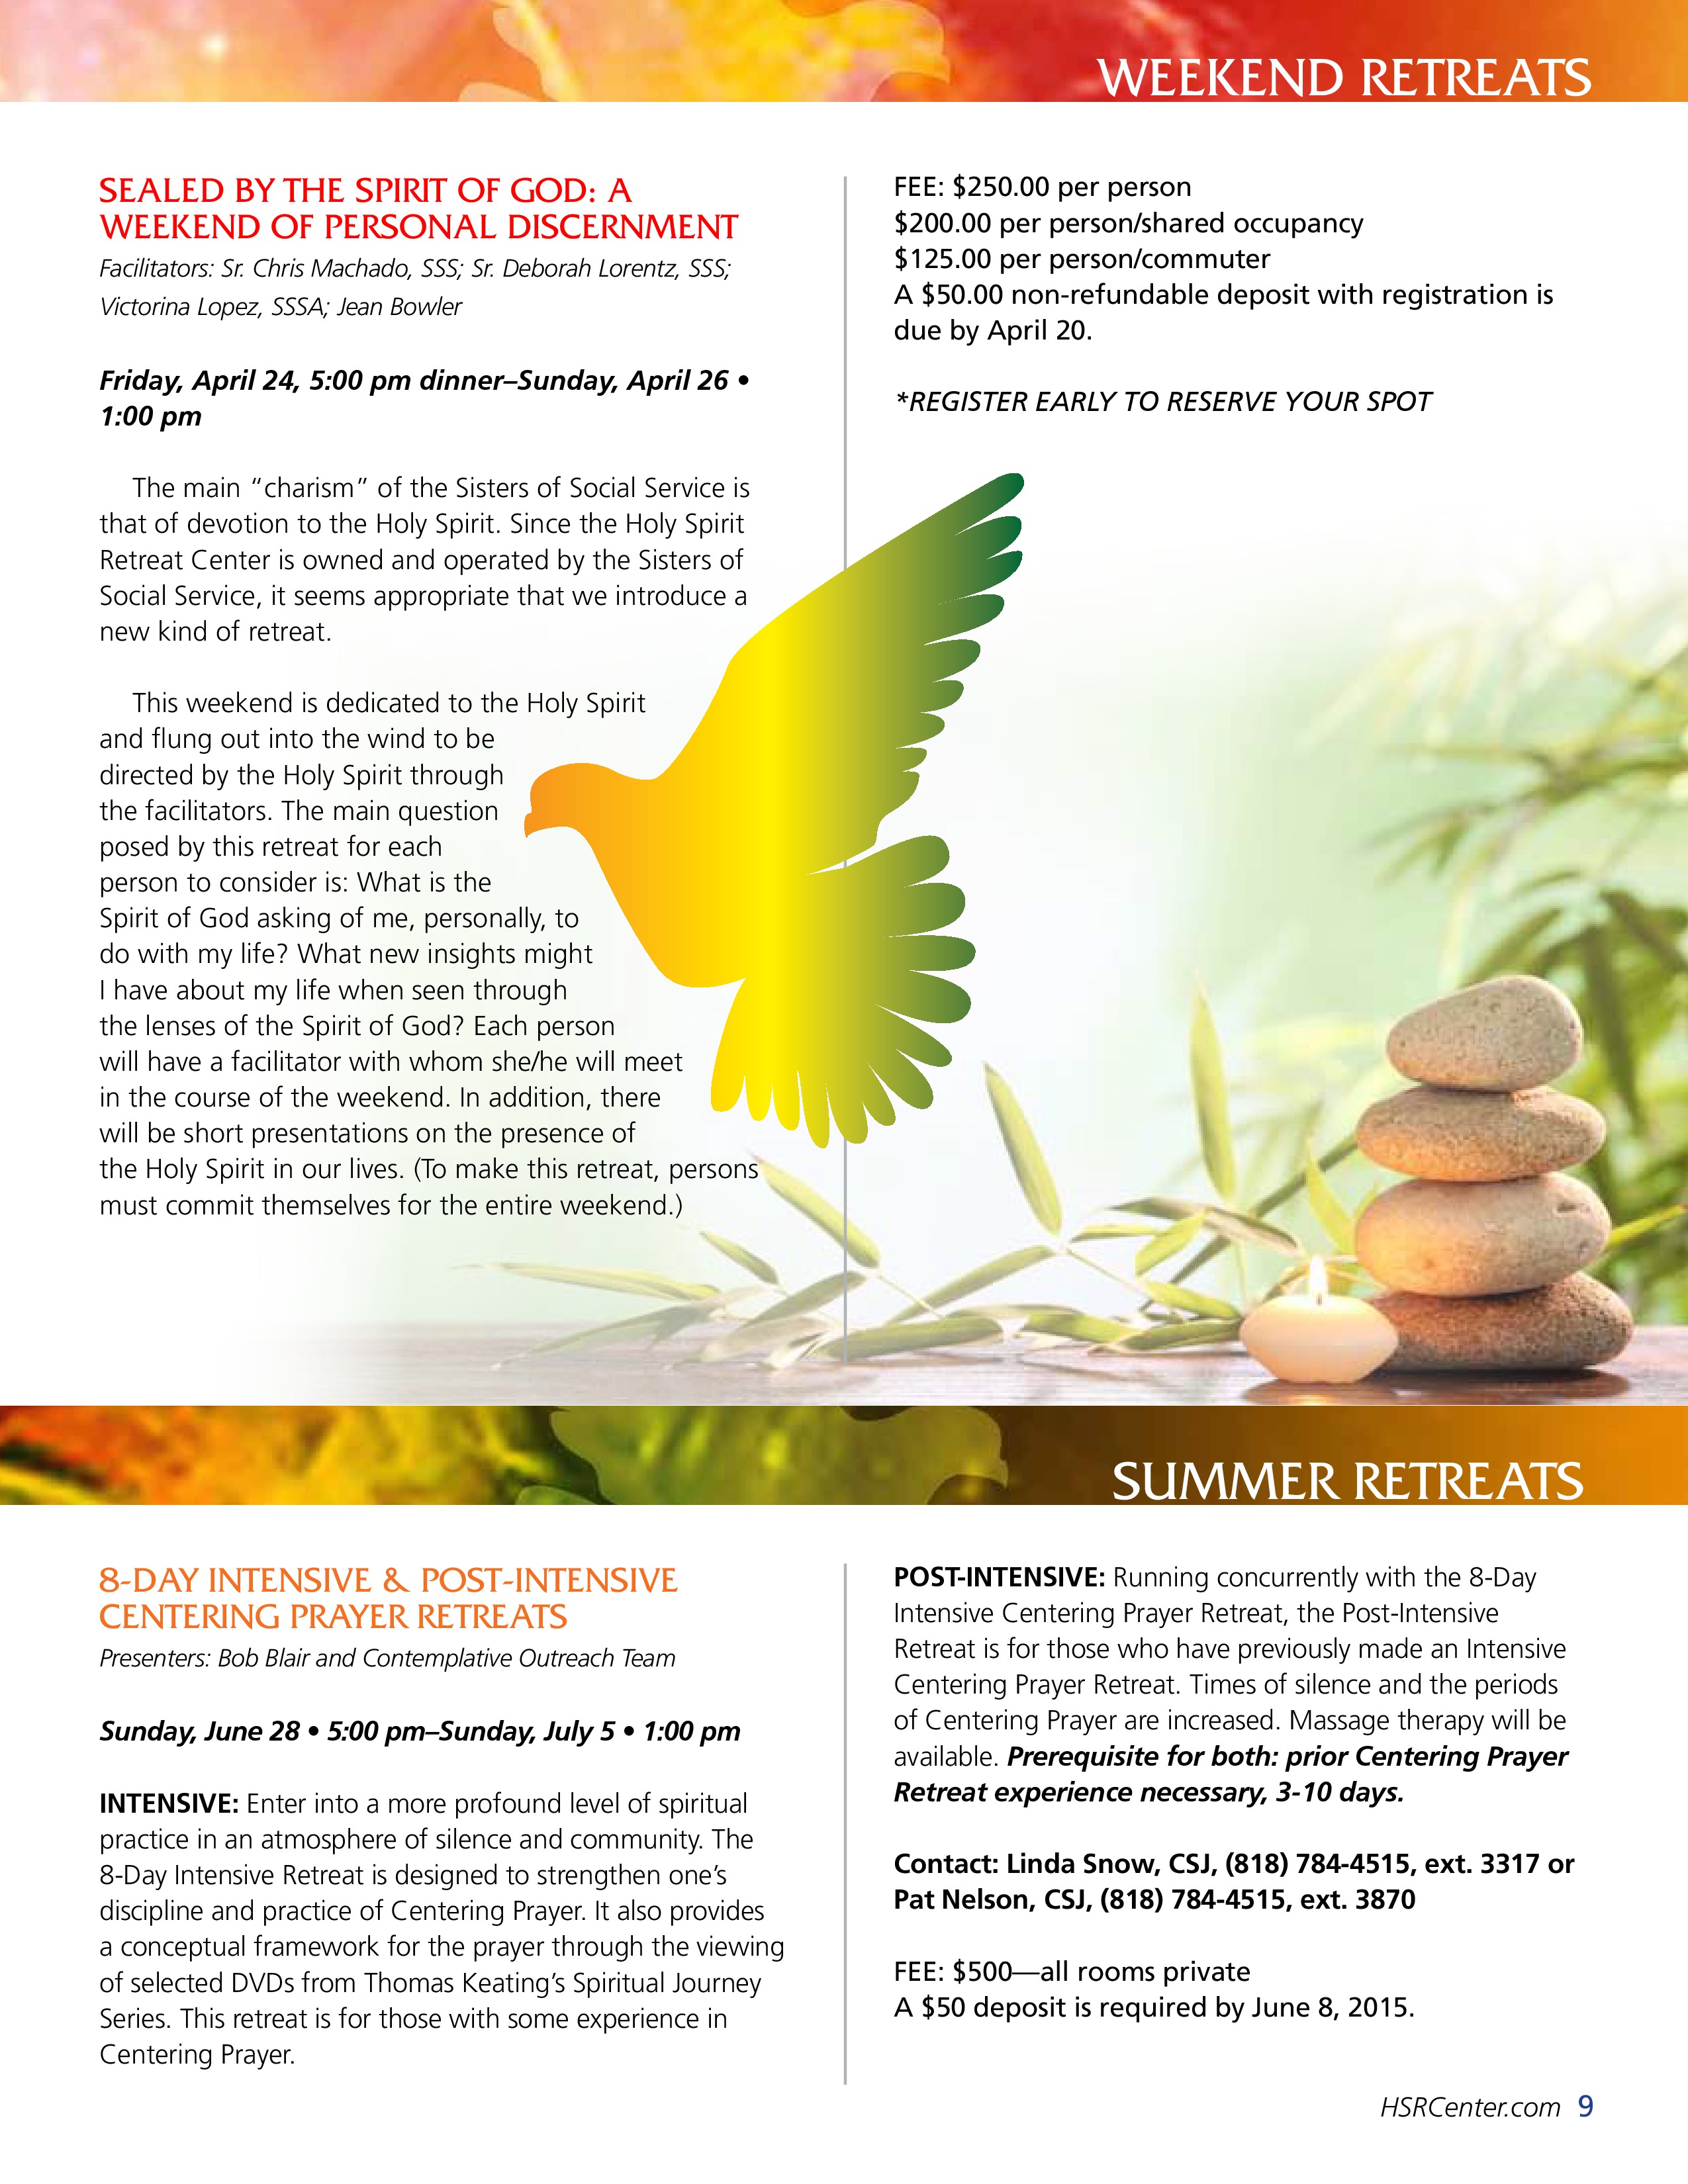 WEEKEND RETREATS
SEALED BY THE SPIRIT OF GOD: A
WEEKEND OF PERSONAL DISCERNMENT
Facilitators: Sr. Chris Machado, SSS; Sr. Deborah Lorentz, SSS;
Victorina Lopez, SSSA; Jean Bowler
Friday, April 24, 5:00 pm dinner–Sunday, April 26 •
1:00 pm
The main “charism” of the Sisters of Social Service is
that of devotion to the Holy Spirit. Since the Holy Spirit
Retreat Center is owned and operated by the Sisters of
Social Service, it seems appropriate that we introduce a
new kind of retreat.
This weekend is dedicated to the Holy Spirit
and flung out into the wind to be
directed by the Holy Spirit through
the facilitators. The main question
posed by this retreat for each
person to consider is: What is the
Spirit of God asking of me, personally, to
do with my life? What new insights might
I have about my life when seen through
the lenses of the Spirit of God? Each person
will have a facilitator with whom she/he will meet
in the course of the weekend. In addition, there
will be short presentations on the presence of
the Holy Spirit in our lives. (To make this retreat, persons
must commit themselves for the entire weekend.)
FEE: $250.00 per person
$200.00 per person/shared occupancy
$125.00 per person/commuter
A $50.00 non-refundable deposit with registration is
due by April 20.
*REGISTER EARLY TO RESERVE YOUR SPOT
SUMMER RETREATS
8-DAY INTENSIVE & POST-INTENSIVE
CENTERING PRAYER RETREATS
Presenters: Bob Blair and Contemplative Outreach Team
Sunday, June 28 • 5:00 pm–Sunday, July 5 • 1:00 pm
INTENSIVE: Enter into a more profound level of spiritual
practice in an atmosphere of silence and community. The
8-Day Intensive Retreat is designed to strengthen one’s
discipline and practice of Centering Prayer. It also provides
a conceptual framework for the prayer through the viewing
of selected DVDs from Thomas Keating’s Spiritual Journey
Series. This retreat is for those with some experience in
Centering Prayer.
POST-INTENSIVE: Running concurrently with the 8-Day
Intensive Centering Prayer Retreat, the Post-Intensive
Retreat is for those who have previously made an Intensive
Centering Prayer Retreat. Times of silence and the periods
of Centering Prayer are increased. Massage therapy will be
available. Prerequisite for both: prior Centering Prayer
Retreat experience necessary, 3-10 days.
Contact: Linda Snow, CSJ, (818) 784-4515, ext. 3317 or
Pat Nelson, CSJ, (818) 784-4515, ext. 3870
FEE: $500—all rooms private
A $50 deposit is required by June 8, 2015.
HSRCenter.com 9